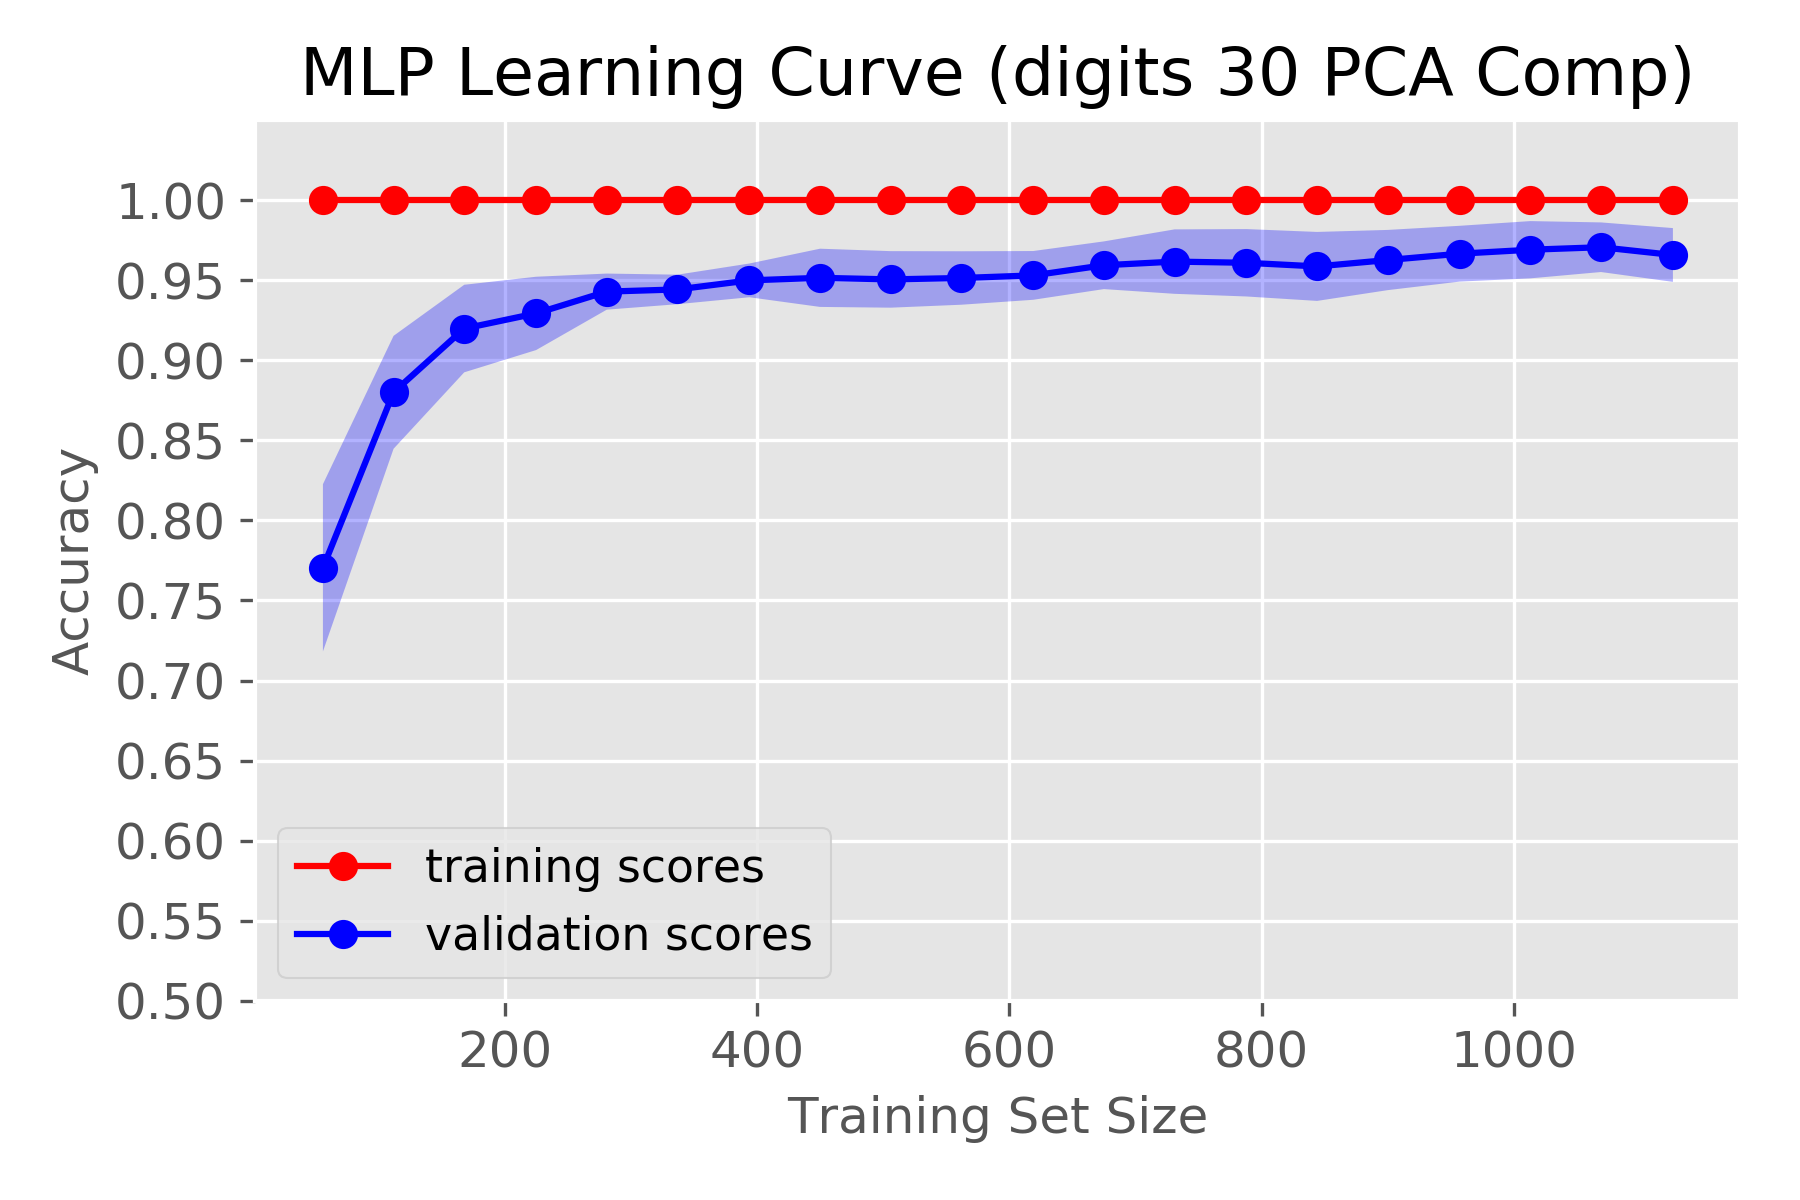 MLP Learning Curve (digits 30 PCA Comp)
1.00
0.95
0.90
0.85
0.80
0.75
0.70
0.65
0.60
0.55
0.50
Accuracy
training scores
validation scores
200 400 600 800 1000
Training Set Size